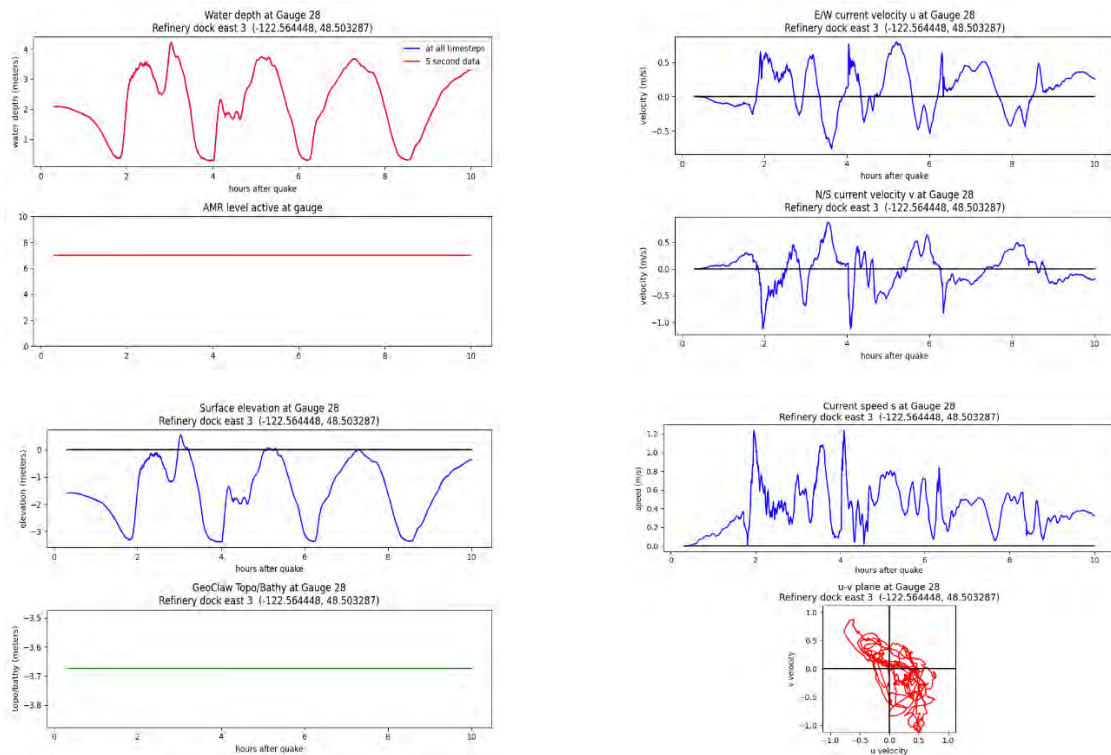 Water depth at Gauge 28
Refinery dock east 3 (-122.564448, 48.503287)
at all timesteps
5 second data
water depth (meters)
4
3
2
1
0 2 4 6 8 10
hours after quake
AMR level active at gauge
10
8
6
4
2
0
0 2 4 6 8 10
Surface elevation at Gauge 28
Refinery dock east 3 (-122.564448, 48.503287)
elevation (meters)
0
−1
−2
−3
0 2 4 6 8 10
hours after quake
GeoClaw Topo/Bathy at Gauge 28
Refinery dock east 3 (-122.564448, 48.503287)
topo/bathy (meters)
−3.5
−3.6
−3.7
−3.8
0 2 4 6 8 10
hours after quake
E/W current velocity u at Gauge 28
Refinery dock east 3 (-122.564448, 48.503287)
velocity (m/s)
0.5
0.0
−0.5
0 2 4 6 8 10
hours after quake
N/S current velocity v at Gauge 28
Refinery dock east 3 (-122.564448, 48.503287)
velocity (m/s)
0.5
0.0
−0.5
−1.0
0 2 4 6 8 10
hours after quake
Current speed s at Gauge 28
Refinery dock east 3 (-122.564448, 48.503287)
speed (m/s)
1.2
1.0
0.8
0.6
0.4
0.2
0.0
0 2 4 6 8 10
hours after quake
u-v plane at Gauge 28
Refinery dock east 3 (-122.564448, 48.503287)
v velocity
1.0
0.5
0.0
−0.5
−1.0
−1.0 −0.5 0.0 0.5 1.0
u velocity